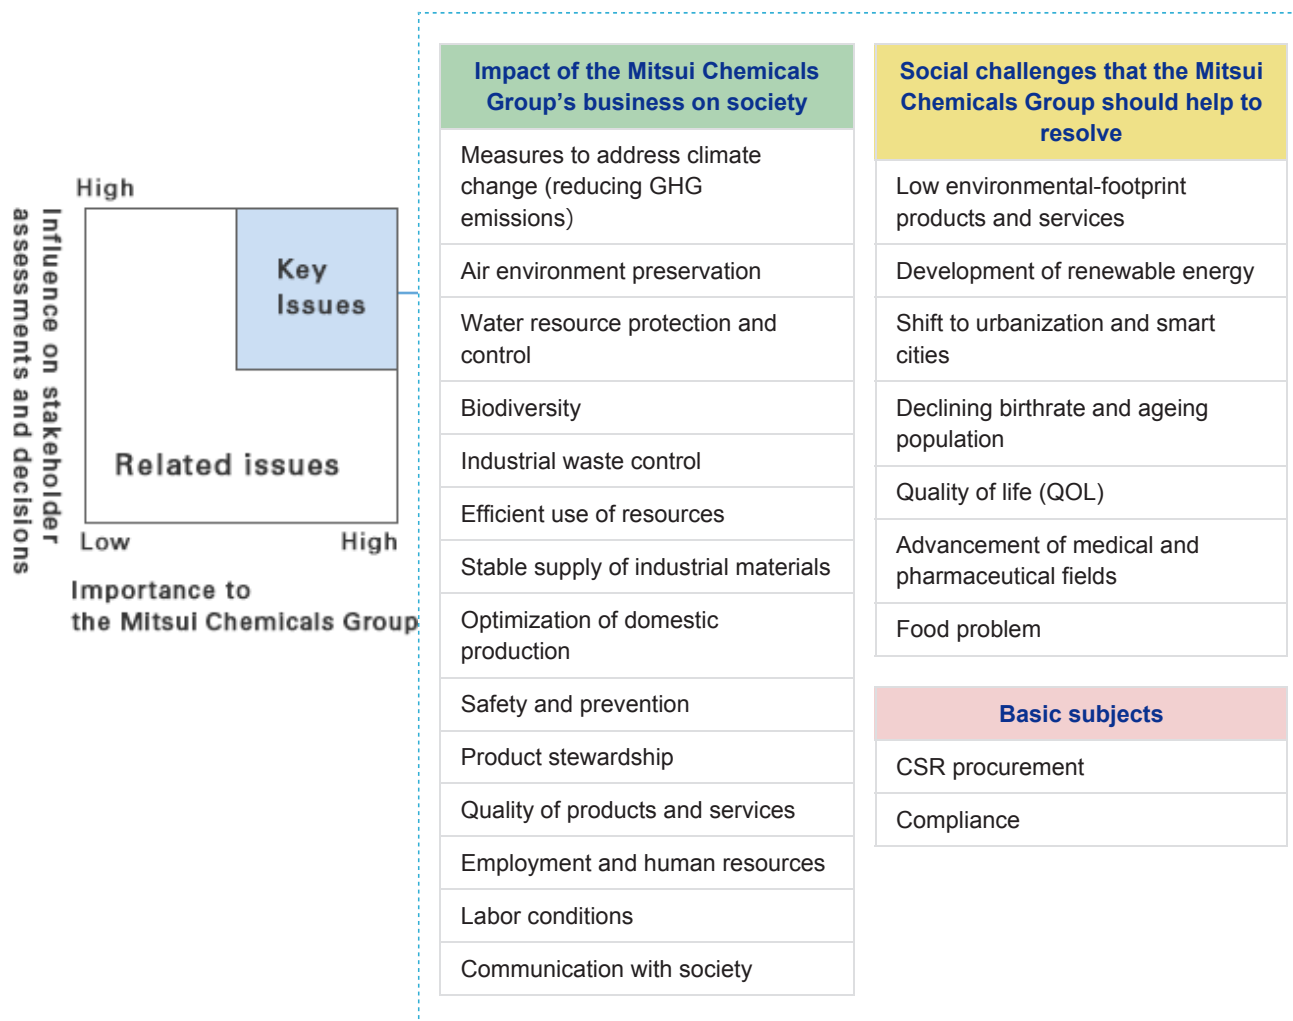 High
Influence on stakeholder
assessments and decisions
Key
Issues
Related issues
Low
High
Importance to
the Mitsui Chemicals Group
Impact of the Mitsui Chemicals
Group's business on society
Measures to address climate
change (reducing GHG
emissions)
Air environment preservation
Water resource protection and
control
Biodiversity
Industrial waste control
Efficient use of resources
Stable supply of industrial materials
Optimization of domestic
production
Safety and prevention
Product stewardship
Quality of products and services
Employment and human resources
Labor conditions
Communication with society
Social challenges that the Mitsui
Chemicals Group should help to
resolve
Low environmental-footprint
products and services
Development of renewable energy
Shift to urbanization and smart
cities
Declining birthrate and ageing
population
Quality of life (QOL)
Advancement of medical and
pharmaceutical fields
Food problem
Basic subjects
CSR procurement
Compliance